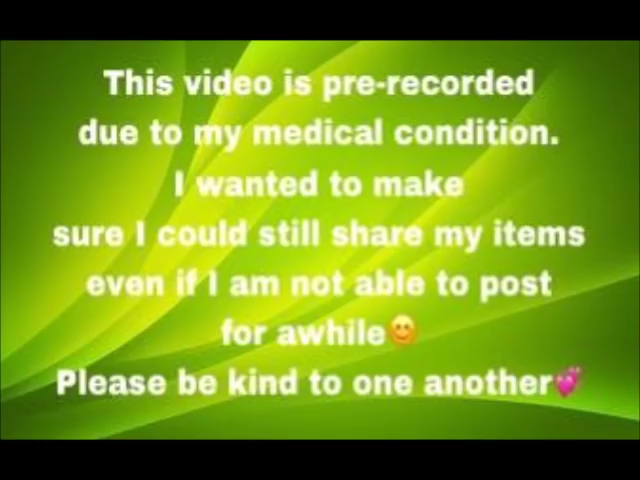 This video is pre-recorded
due to my medical condition.
I wanted to make
sure I could still share my items
even if I am not able to post
for awhile😊
Please be kind to one another💞